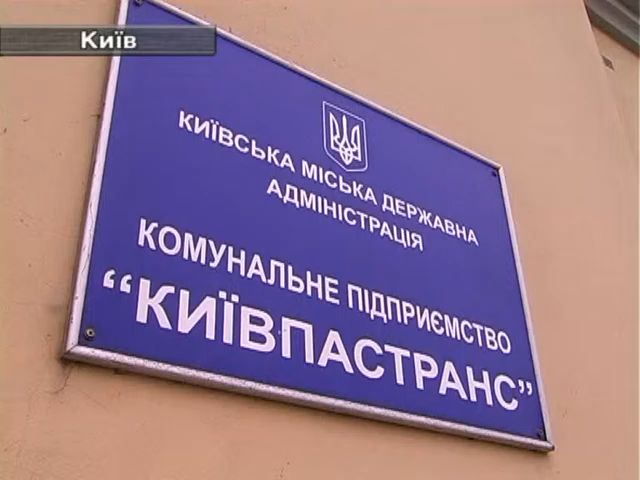 Київ
КИЇВСЬКА МІСЬКА ДЕРЖАВНА
АДМІНІСТРАЦІЯ
КОМУНАЛЬНЕ ПІДПРИЄМСТВО
“КИЇВПАСТРАНС”